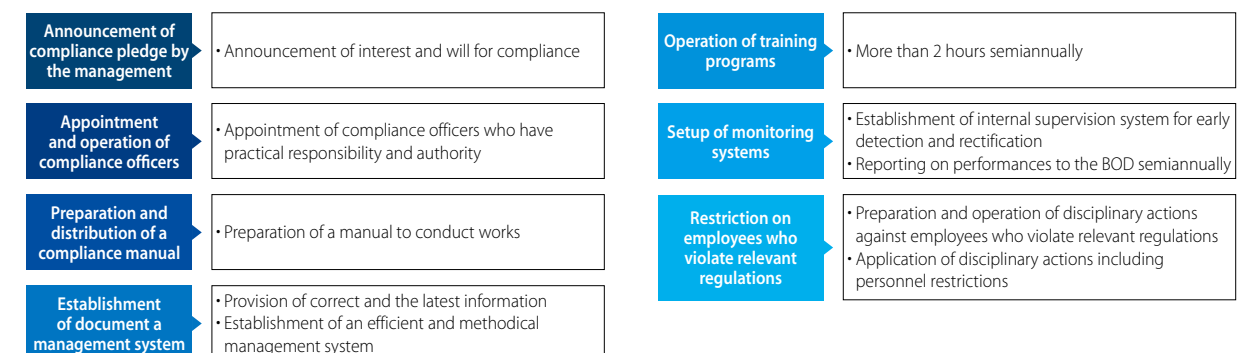 Announcement of
compliance pledge by
the management
• Announcement of interest and will for compliance
Appointment
and operation of
compliance officers
• Appointment of compliance officers who have
practical responsibility and authority
Preparation and
distribution of a
compliance manual
• Preparation of a manual to conduct works
Establishment
of document a
management system
• Provision of correct and the latest information
• Establishment of an efficient and methodical
management system
Operation of training
programs
• More than 2 hours semiannually
Setup of monitoring
systems
• Establishment of internal supervision system for early
detection and rectification
• Reporting on performances to the BOD semiannually
Restriction on
employees who
violate relevant
regulations
• Preparation and operation of disciplinary actions
against employees who violate relevant regulations
• Application of disciplinary actions including
personnel restrictions